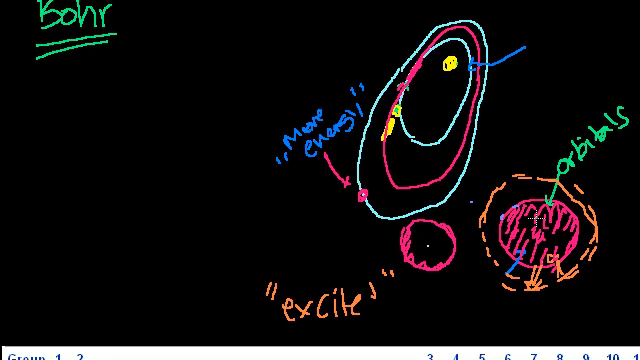 Bohr
"More
energy"
orbitals
"excite"
Group 1 2 3 4 5 6 7 8 9 10